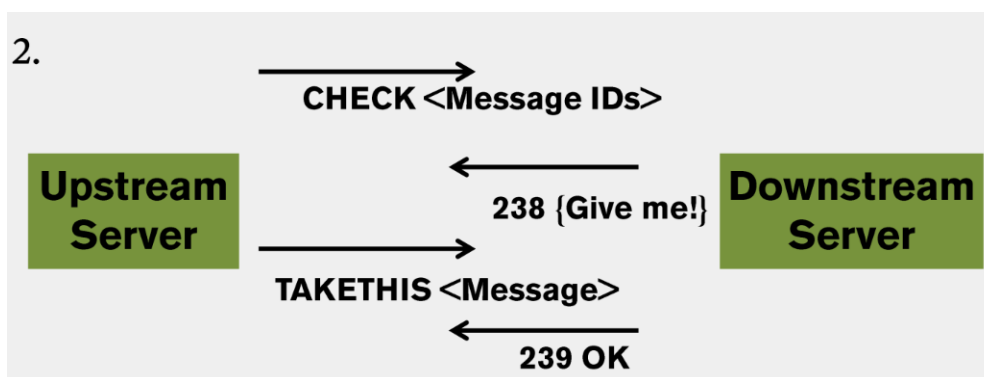 2.
CHECK <Message IDs>
Upstream
Server
238 {Give me!}
Downstream
Server
TAKETHIS <Message>
239 OK